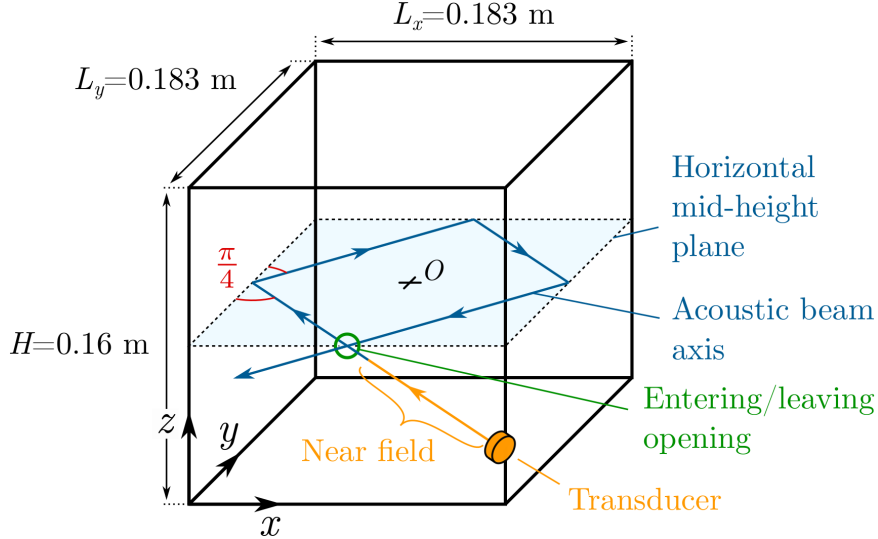 Lx=0.183 m
Ly=0.183 m
Horizontal
mid-height
plane
π/4
O
Acoustic beam
axis
H=0.16 m
Entering/leaving
opening
z
y
Near field
Transducer
x